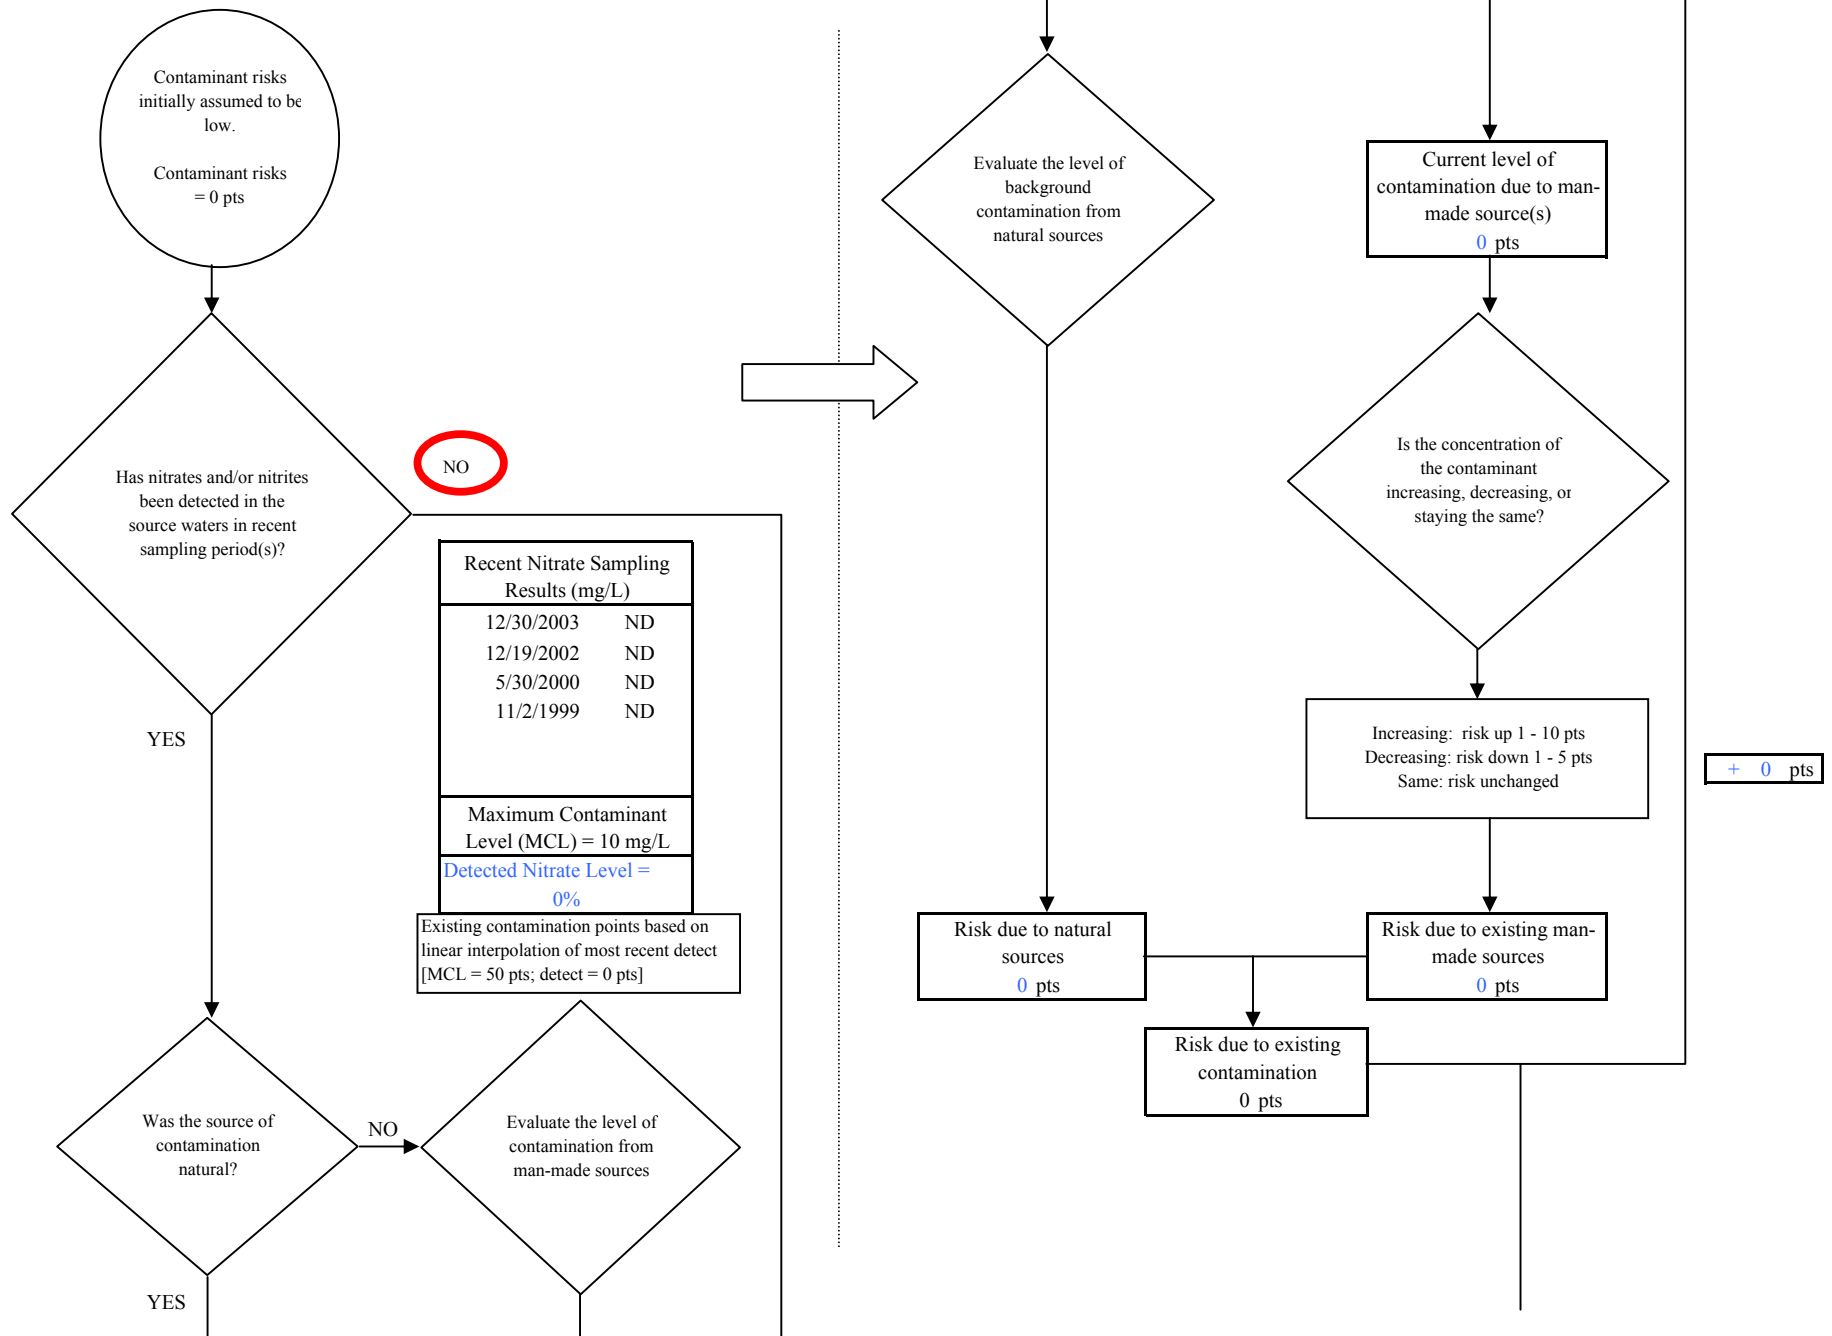 Contaminant risks
initially assumed to be
low.
Contaminant risks
= 0 pts
Has nitrates and/or nitrites
been detected in the
source waters in recent
sampling period(s)?
NO
Recent Nitrate Sampling
Results (mg/L)
12/30/2003 ND
12/19/2002 ND
5/30/2000 ND
11/2/1999 ND
Maximum Contaminant
Level (MCL) = 10 mg/L
Detected Nitrate Level =
0%
Existing contamination points based on
linear interpolation of most recent detect
[MCL = 50 pts; detect = 0 pts]
YES
Was the source of
contamination
natural?
NO
Evaluate the level of
contamination from
man-made sources
YES
Evaluate the level of
background
contamination from
natural sources
Current level of
contamination due to man-
made source(s)
0 pts
Is the concentration of
the contaminant
increasing, decreasing, or
staying the same?
Increasing: risk up 1 - 10 pts
Decreasing: risk down 1 - 5 pts
Same: risk unchanged
+ 0 pts
Risk due to natural
sources
0 pts
Risk due to existing man-
made sources
0 pts
Risk due to existing
contamination
0 pts